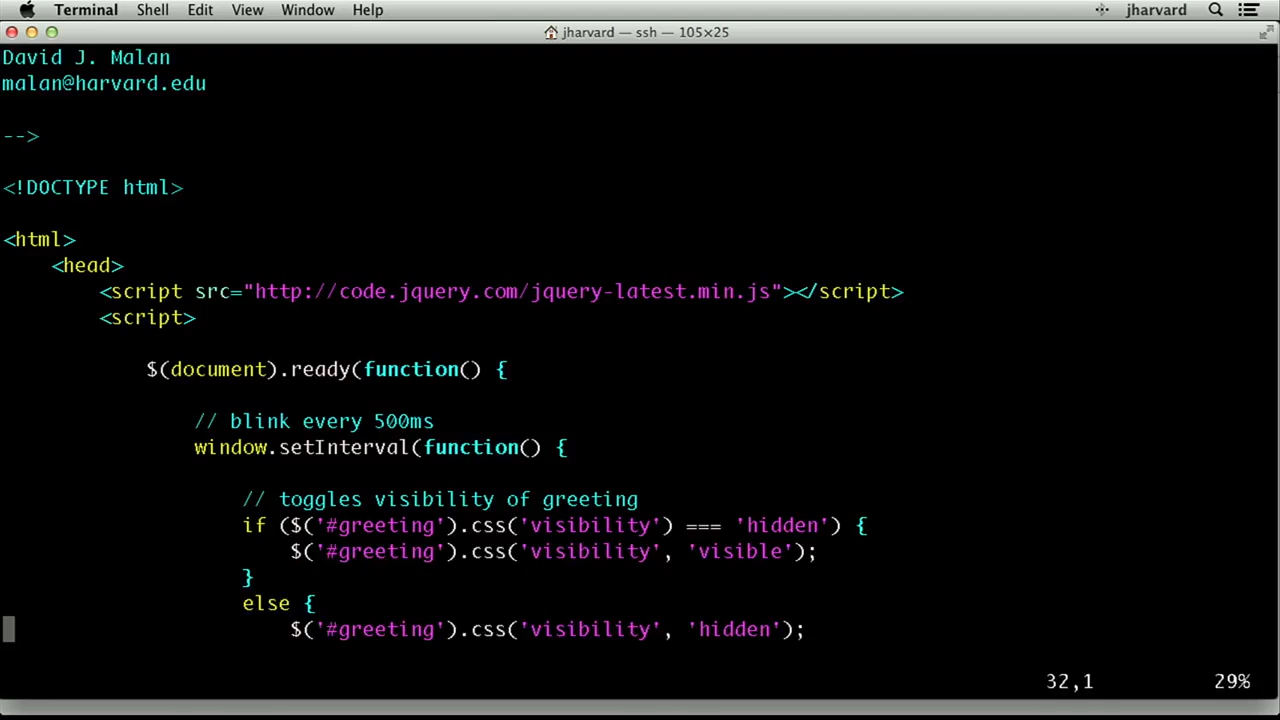 Terminal Shell Edit View Window Help jharvard
jharvard — ssh — 105×25
David J. Malan
malan@harvard.edu
-->
<!DOCTYPE html>
<html>
<head>
<script src="http://code.jquery.com/jquery-latest.min.js"></script>
<script>
$(document).ready(function() {
// blink every 500ms
window.setInterval(function() {
// toggles visibility of greeting
if ($('#greeting').css('visibility') === 'hidden') {
$('#greeting').css('visibility', 'visible');
}
else {
$('#greeting').css('visibility', 'hidden');
32,1 29%